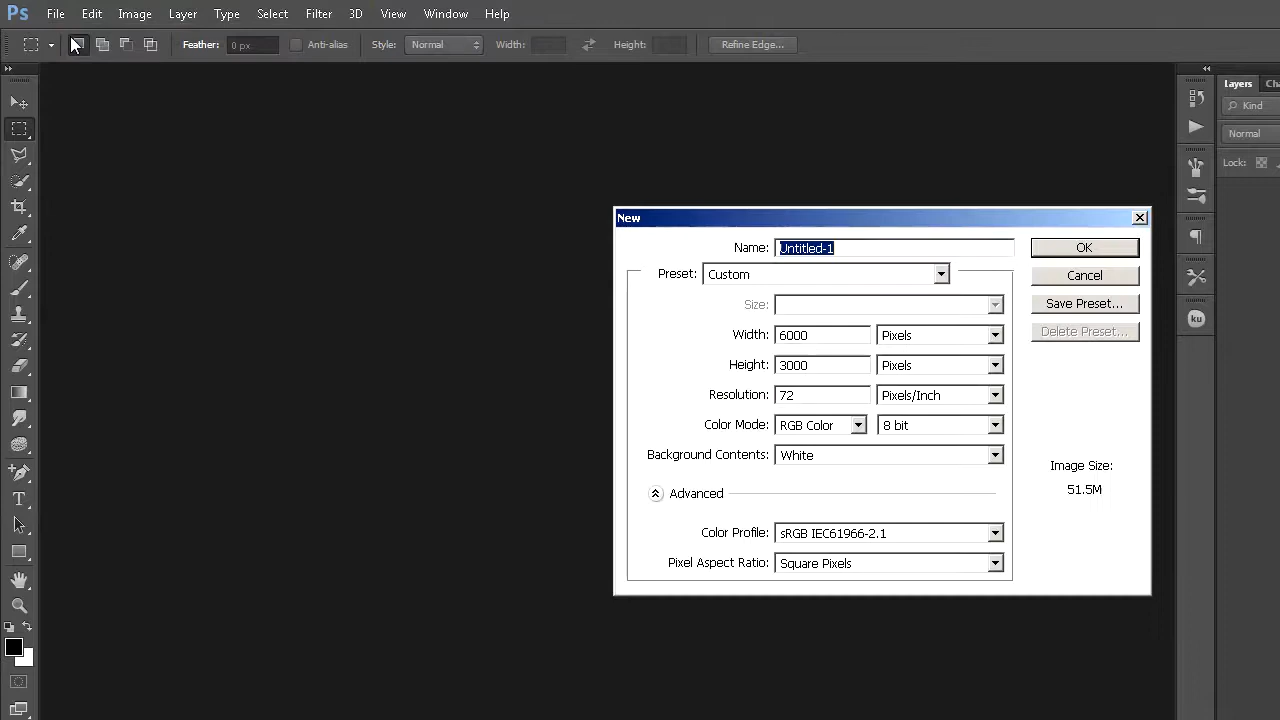 Ps File Edit Image Layer Type Select Filter 3D View Window Help
Feather: 0 px Anti-alias Style: Normal Width: Height: Refine Edge...
Layers
Kind
Normal
Lock:
ku
New
Name: Untitled-1 OK
Preset: Custom Cancel
Size: Save Preset...
Width: 6000 Pixels Delete Preset...
Height: 3000 Pixels
Resolution: 72 Pixels/Inch
Color Mode: RGB Color 8 bit
Background Contents: White
Image Size:
51.5M
Advanced
Color Profile: sRGB IEC61966-2.1
Pixel Aspect Ratio: Square Pixels
T